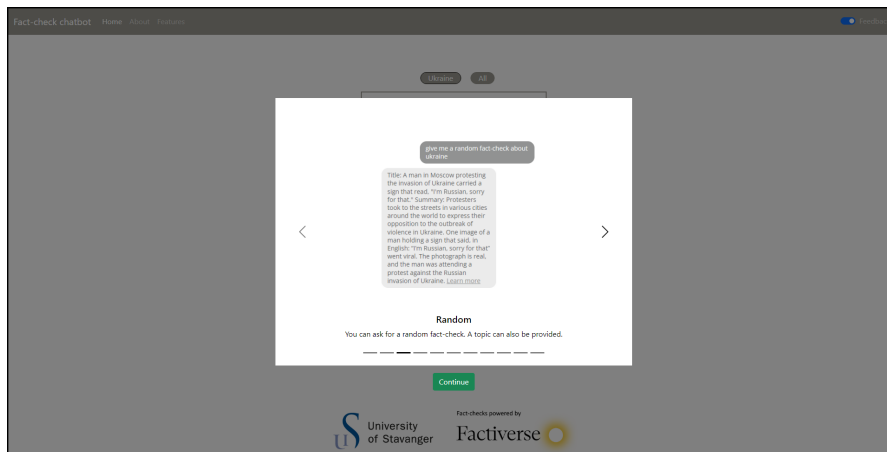 Fact-check chatbot Home About Features
Ukraine All
give me a random fact-check about
ukraine
Title: A man in Moscow protesting
the invasion of Ukraine carried a
sign that read, "I'm Russian, sorry
for that." Summary: Protesters
took to the streets in various cities
around the world to express their
opposition to the outbreak of
violence in Ukraine. One image of a
man holding a sign that said, in
English: "I'm Russian, sorry for that"
went viral. The photograph is real,
and the man was attending a
protest against the Russian
invasion of Ukraine. Learn more
Random
You can ask for a random fact-check. A topic can also be provided.
Continue
University
of Stavanger
Fact-checks powered by
Factiverse